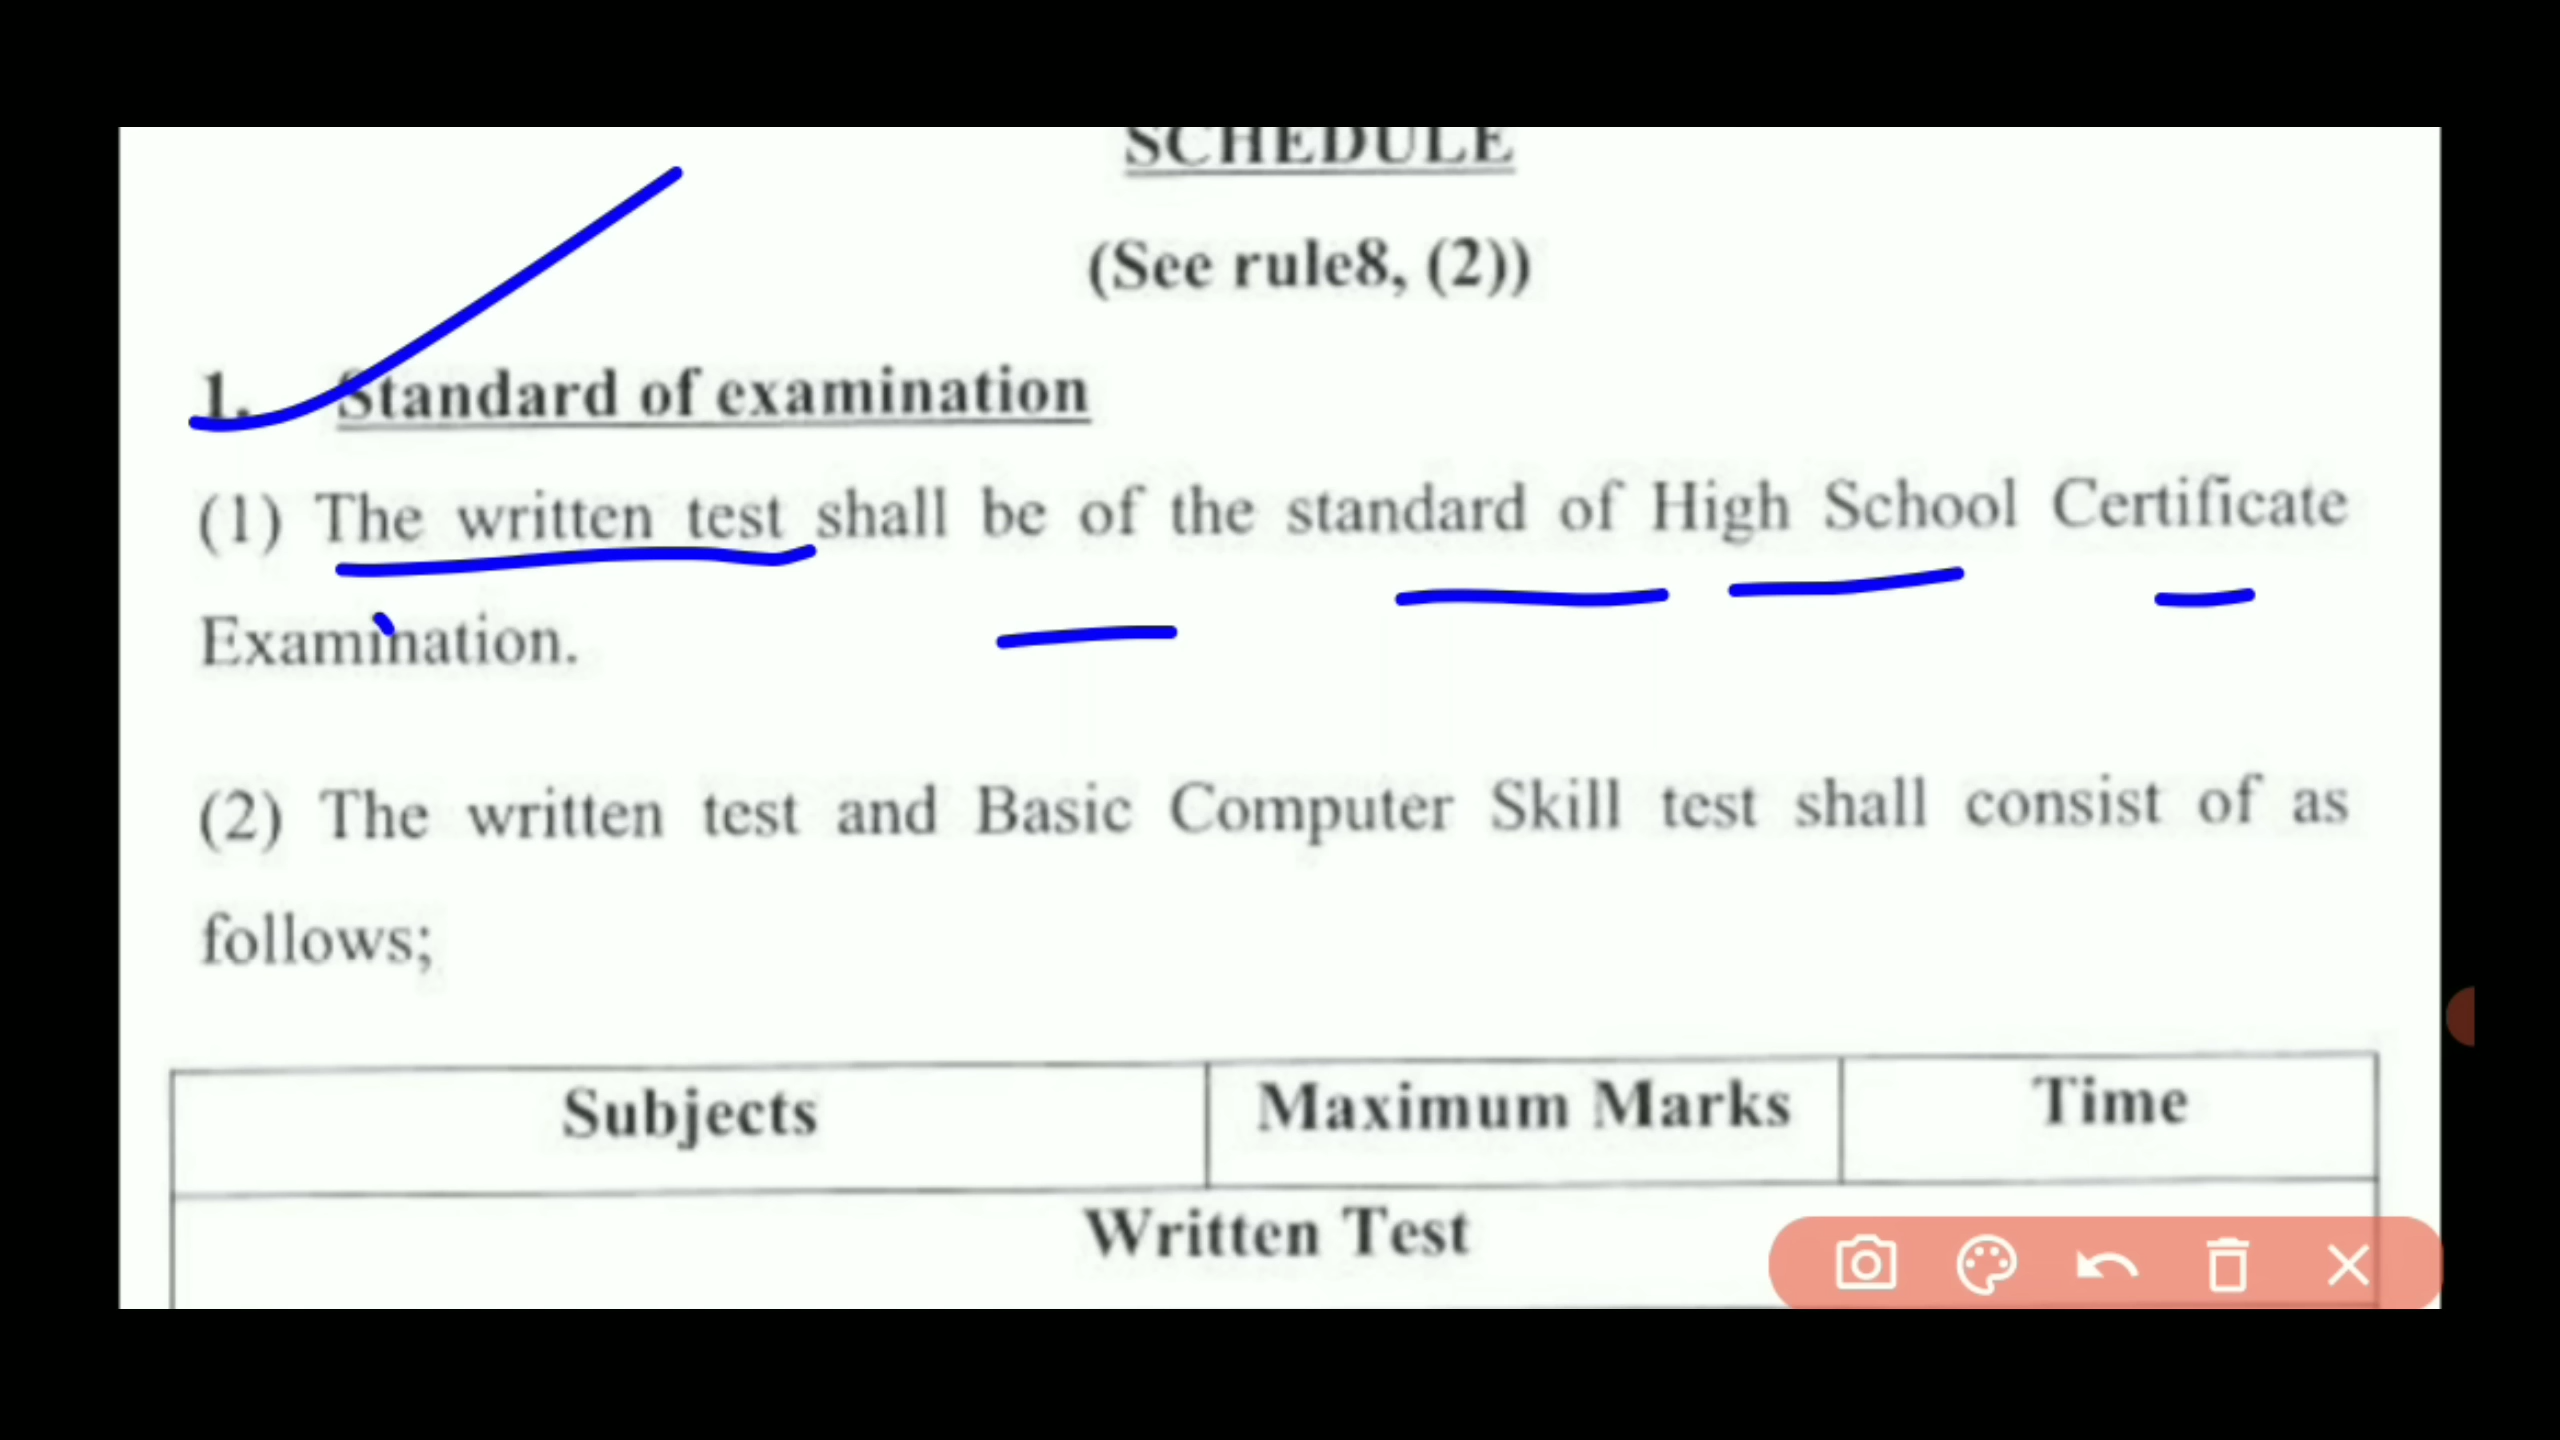 SCHEDULE
(See rule8, (2))
1. Standard of examination
(1) The written test shall be of the standard of High School Certificate
Examination.
(2) The written test and Basic Computer Skill test shall consist of as
follows;
Subjects Maximum Marks Time
Written Test